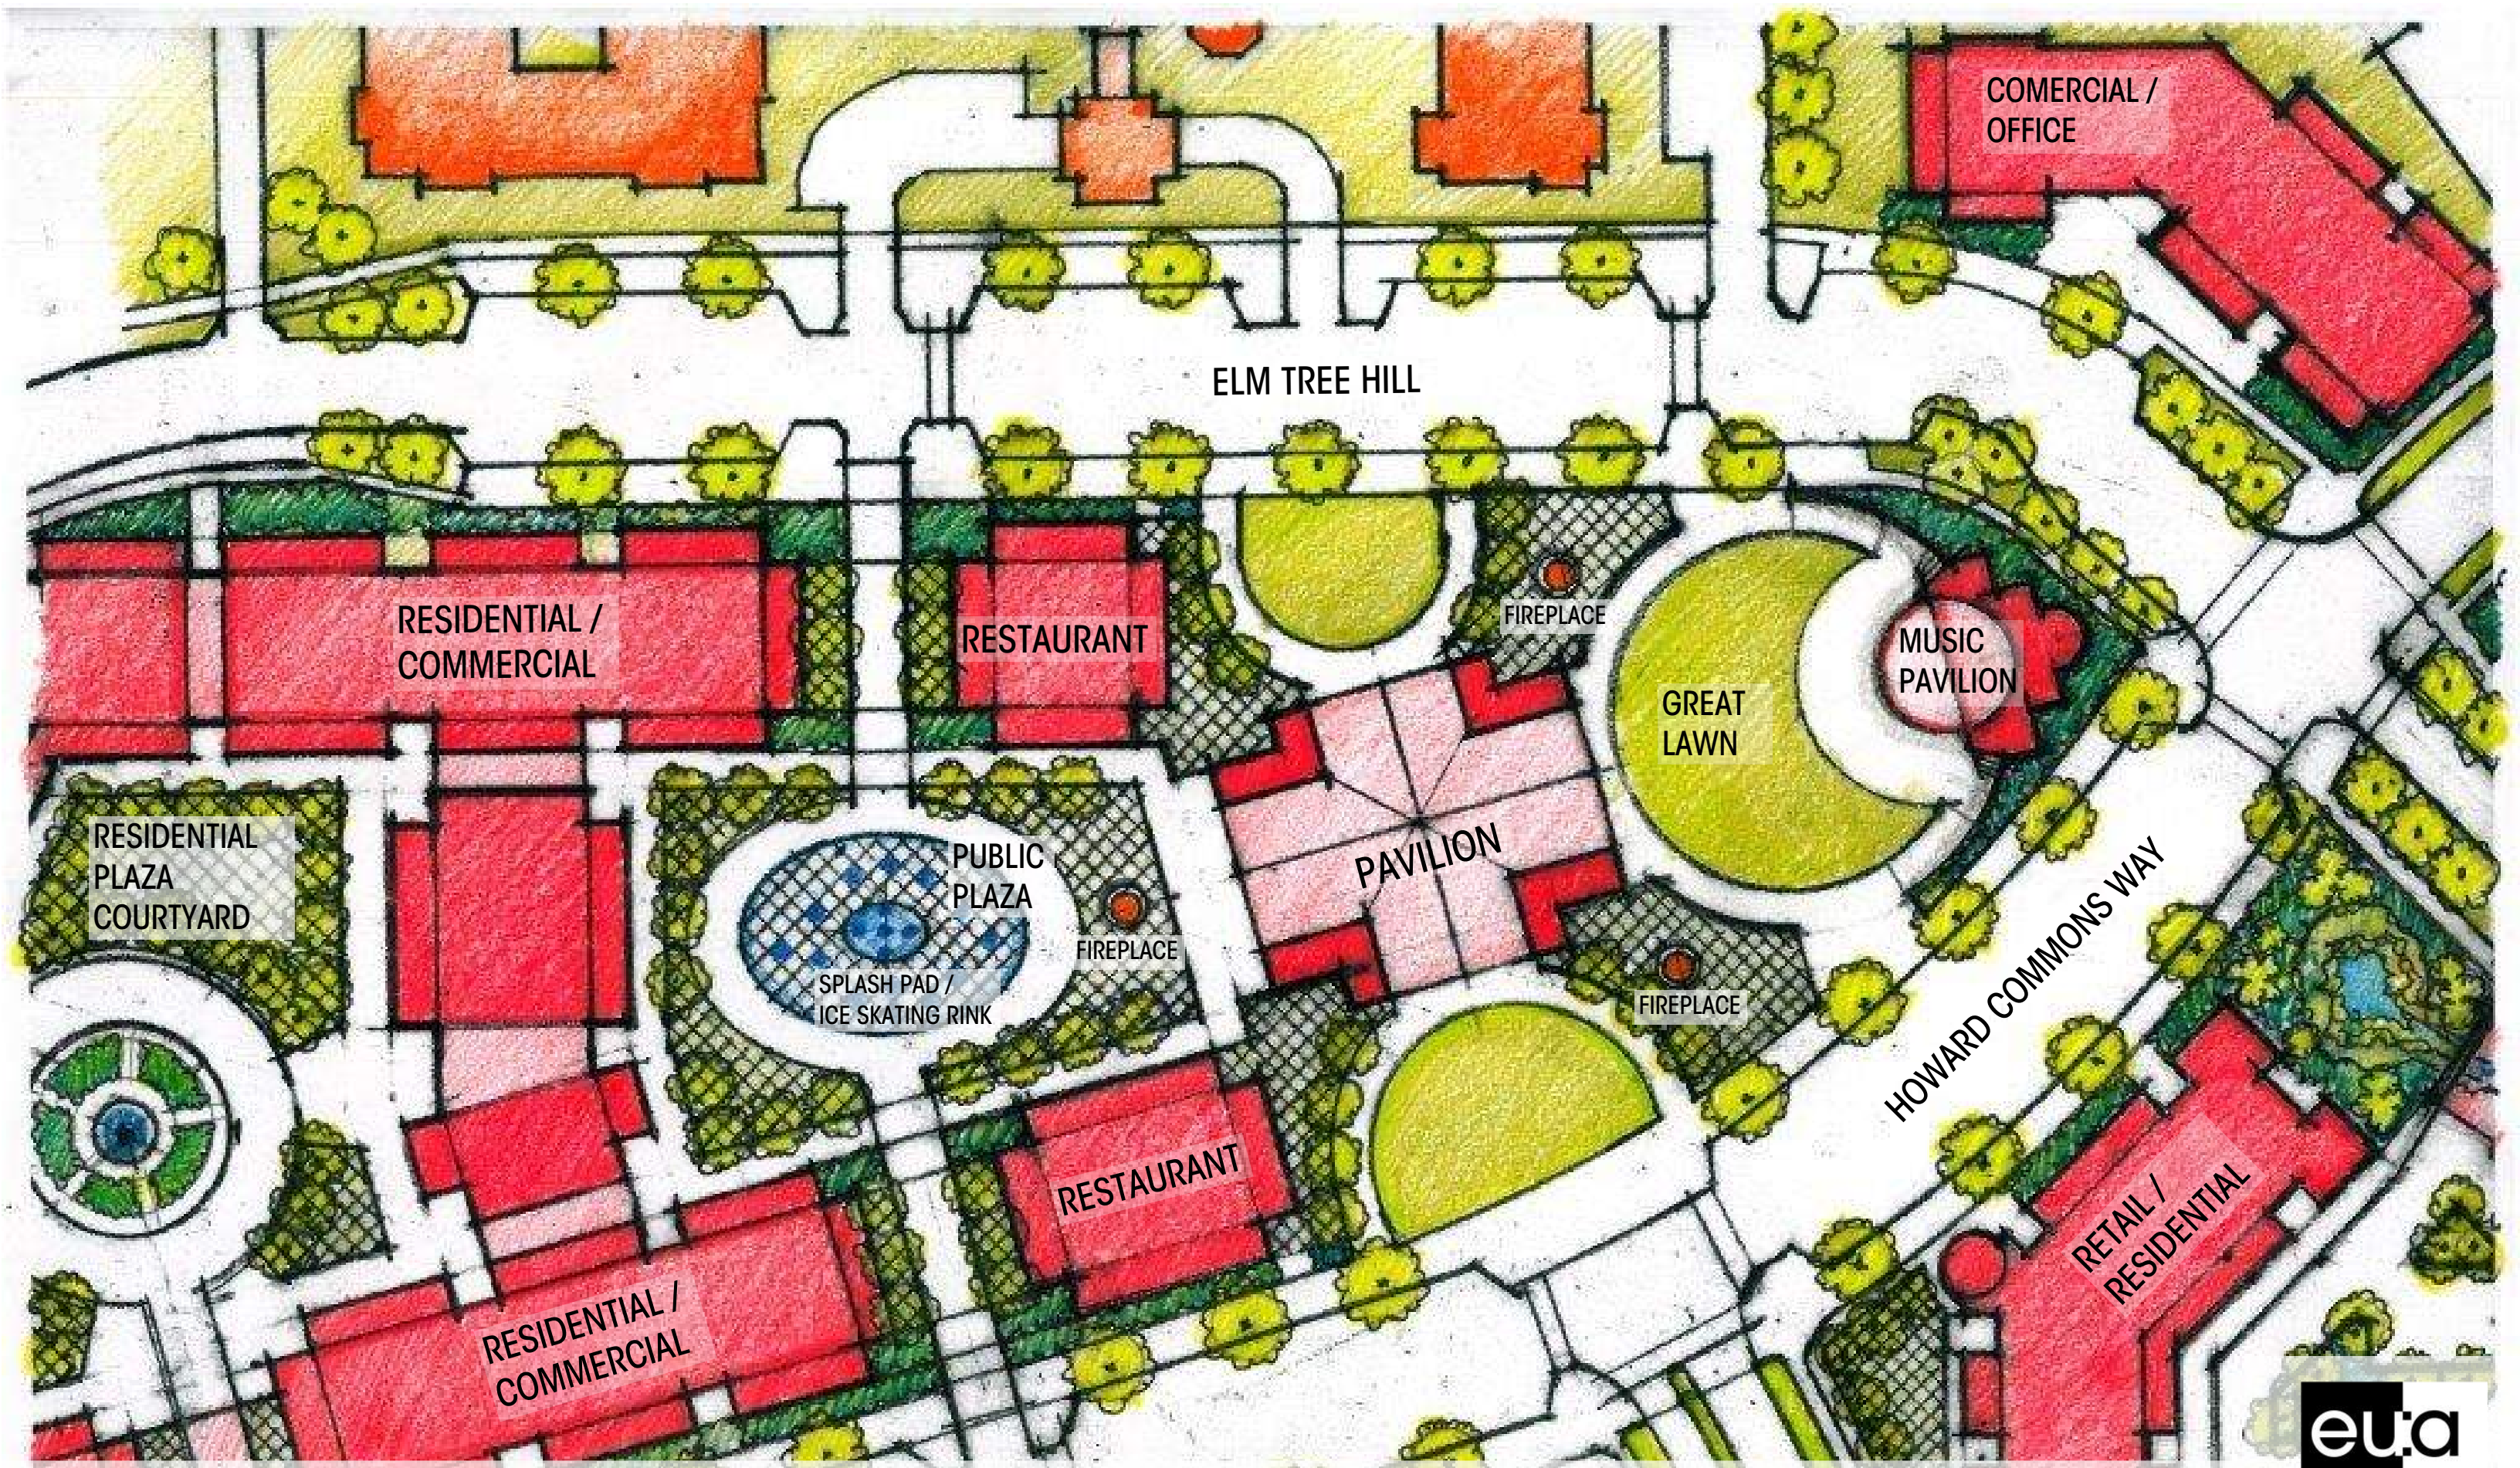 COMERCIAL /
OFFICE
ELM TREE HILL
RESIDENTIAL /
COMMERCIAL
RESTAURANT
FIREPLACE
MUSIC
PAVILION
GREAT
LAWN
RESIDENTIAL
PLAZA
COURTYARD
PUBLIC
PLAZA
FIREPLACE
SPLASH PAD /
ICE SKATING RINK
PAVILION
FIREPLACE
HOWARD COMMONS WAY
RESTAURANT
RETAIL /
RESIDENTIAL
RESIDENTIAL /
COMMERCIAL
eu:a